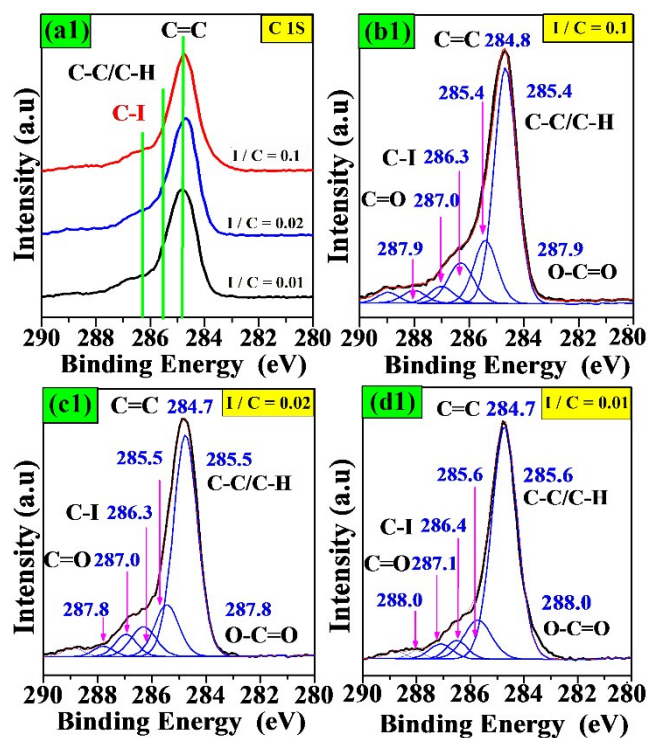 (a1)
C=C
C 1S
C-C/C-H
C-I
I / C = 0.1
I / C = 0.02
I / C = 0.01
Intensity (a.u)
290 288 286 284 282 280
Binding Energy (eV)
(b1)
C=C 284.8
I / C = 0.1
285.4
285.4
C-C/C-H
C-I
286.3
C=O
287.0
287.9
287.9
O-C=O
Intensity (a.u)
290 288 286 284 282 280
Binding Energy (eV)
(c1)
C=C 284.7
I / C = 0.02
285.5
285.5
C-C/C-H
C-I
286.3
C=O
287.0
287.8
287.8
O-C=O
Intensity (a.u)
290 288 286 284 282 280
Binding Energy (eV)
(d1)
C=C 284.7
I / C = 0.01
285.6
285.6
C-C/C-H
C-I
286.4
C=O
287.1
288.0
288.0
O-C=O
Intensity (a.u)
290 288 286 284 282 280
Binding Energy (eV)